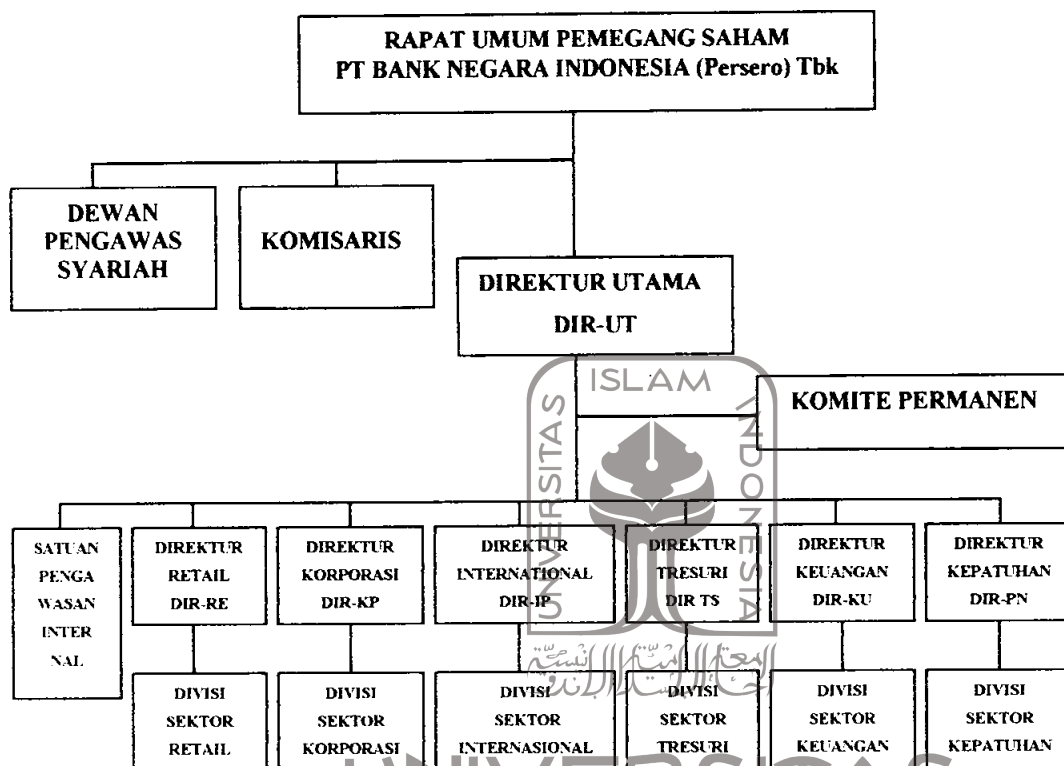 RAPAT UMUM PEMEGANG SAHAM
PT BANK NEGARA INDONESIA (Persero) Tbk
DEWAN
PENGAWAS
SYARIAH
KOMISARIS
DIREKTUR UTAMA
DIR-UT
KOMITE PERMANEN
SATUAN
PENGA
WASAN
INTER
NAL
DIREKTUR
RETAIL
DIR-RE
DIREKTUR
KORPORASI
DIR-KP
DIREKTUR
INTERNATIONAL
DIR-IP
DIREKTUR
TRESURI
DIR TS
DIREKTUR
KEUANGAN
DIR-KU
DIREKTUR
KEPATUHAN
DIR-PN
DIVISI
SEKTOR
RETAIL
DIVISI
SEKTOR
KORPORASI
DIVISI
SEKTOR
INTERNASIONAL
DIVISI
SEKTOR
TRESURI
DIVISI
SEKTOR
KEUANGAN
DIVISI
SEKTOR
KEPATUHAN
UNIVERSITAS
ISLAM
INDONESIA
UNIVERSITAS